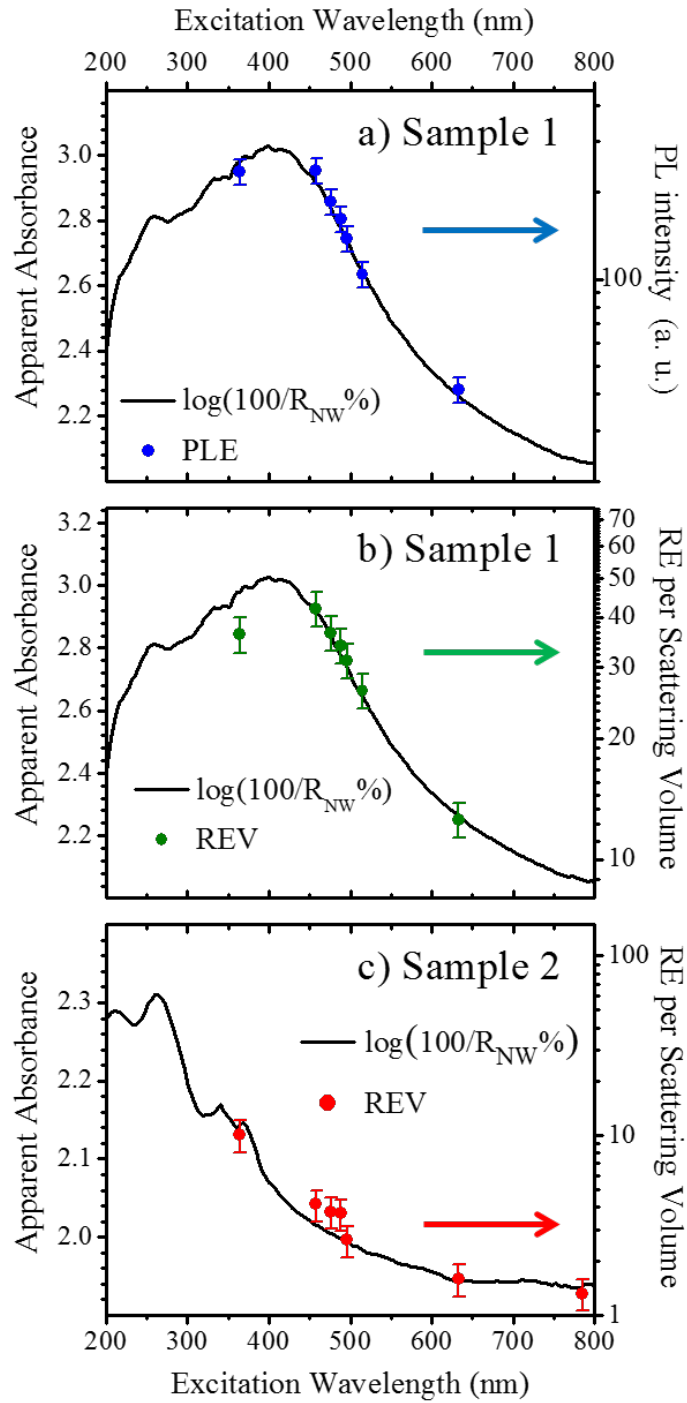 Excitation Wavelength (nm)
200 300 400 500 600 700 800
a) Sample 1
Apparent Absorbance
3.0
2.8
2.6
2.4
2.2
PL intensity (a. u.)
100
log(100/R_NW%)
PLE
b) Sample 1
Apparent Absorbance
3.2
3.0
2.8
2.6
2.4
2.2
RE per Scattering Volume
70
60
50
40
30
20
10
log(100/R_NW%)
REV
c) Sample 2
Apparent Absorbance
2.3
2.2
2.1
2.0
RE per Scattering Volume
100
10
1
log(100/R_NW%)
REV
200 300 400 500 600 700 800
Excitation Wavelength (nm)